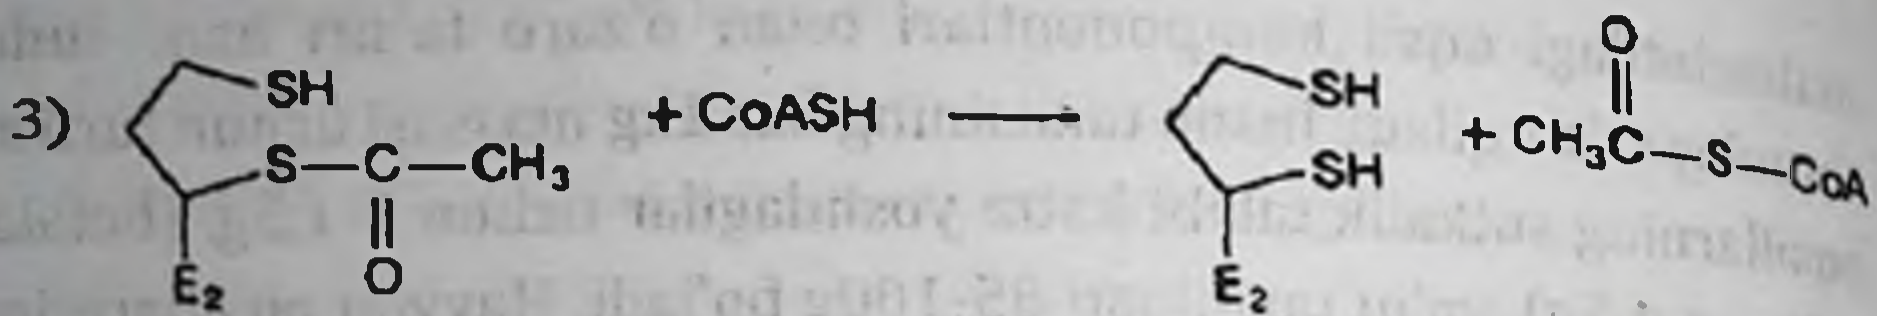 3) SH S—C—CH₃ O E₂ + CoASH —— SH SH E₂ + CH₃C—S—CoA O